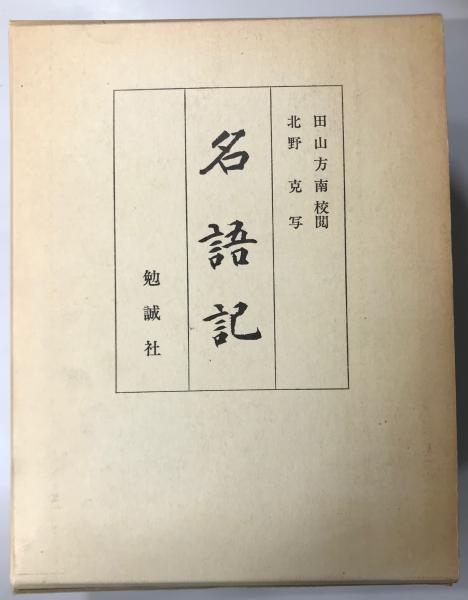 田山方南校閲
北野克写
名語記
勉誠社